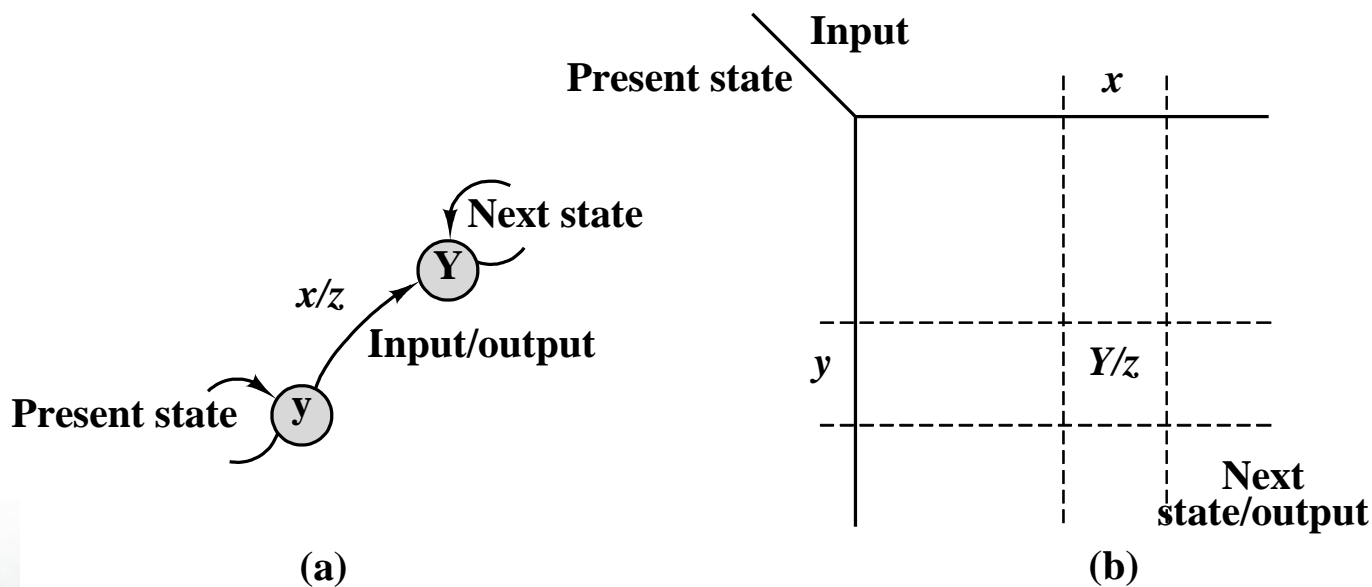 Input
Present state
x
Next state
Y
x/z
Input/output
y
Y/z
Present state
y
Next
state/output
(a)
(b)